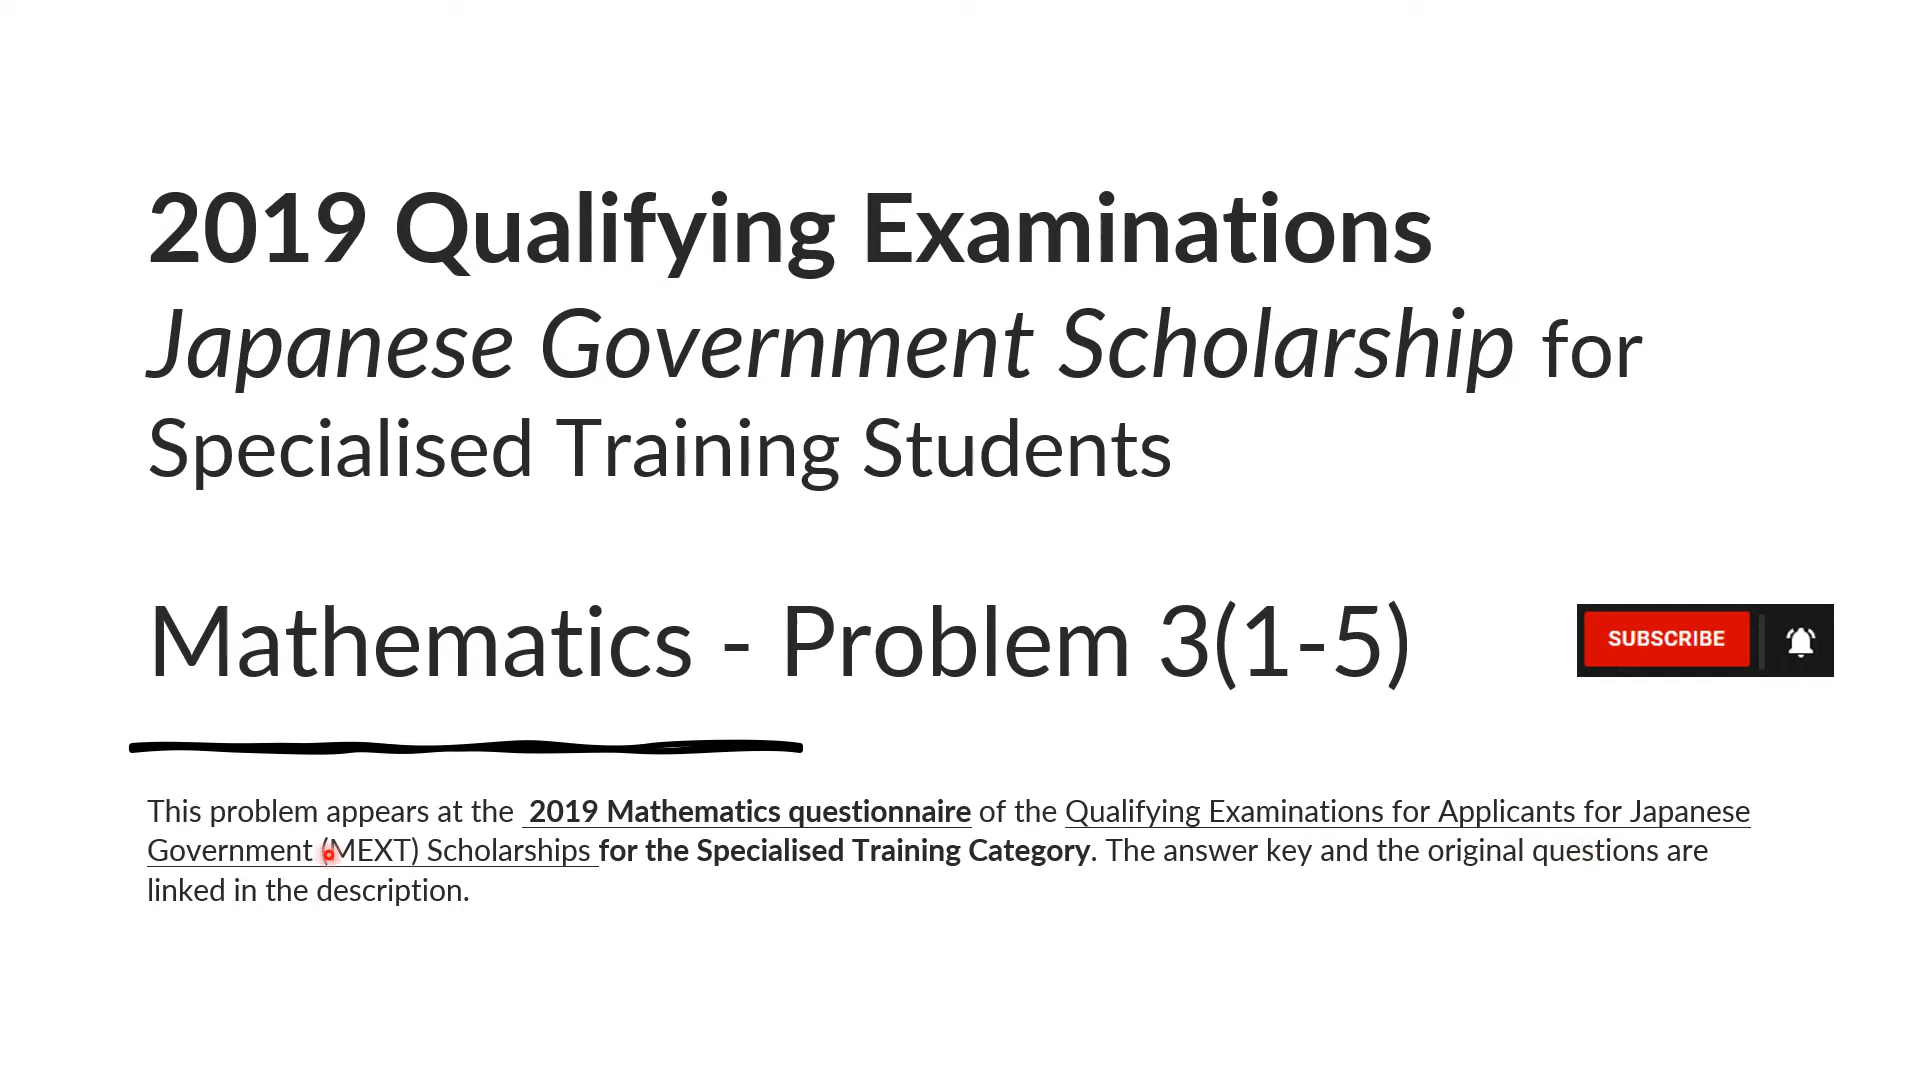 2019 Qualifying Examinations
Japanese Government Scholarship for
Specialised Training Students
Mathematics - Problem 3(1-5)
SUBSCRIBE
This problem appears at the 2019 Mathematics questionnaire of the Qualifying Examinations for Applicants for Japanese
Government (MEXT) Scholarships for the Specialised Training Category. The answer key and the original questions are
linked in the description.